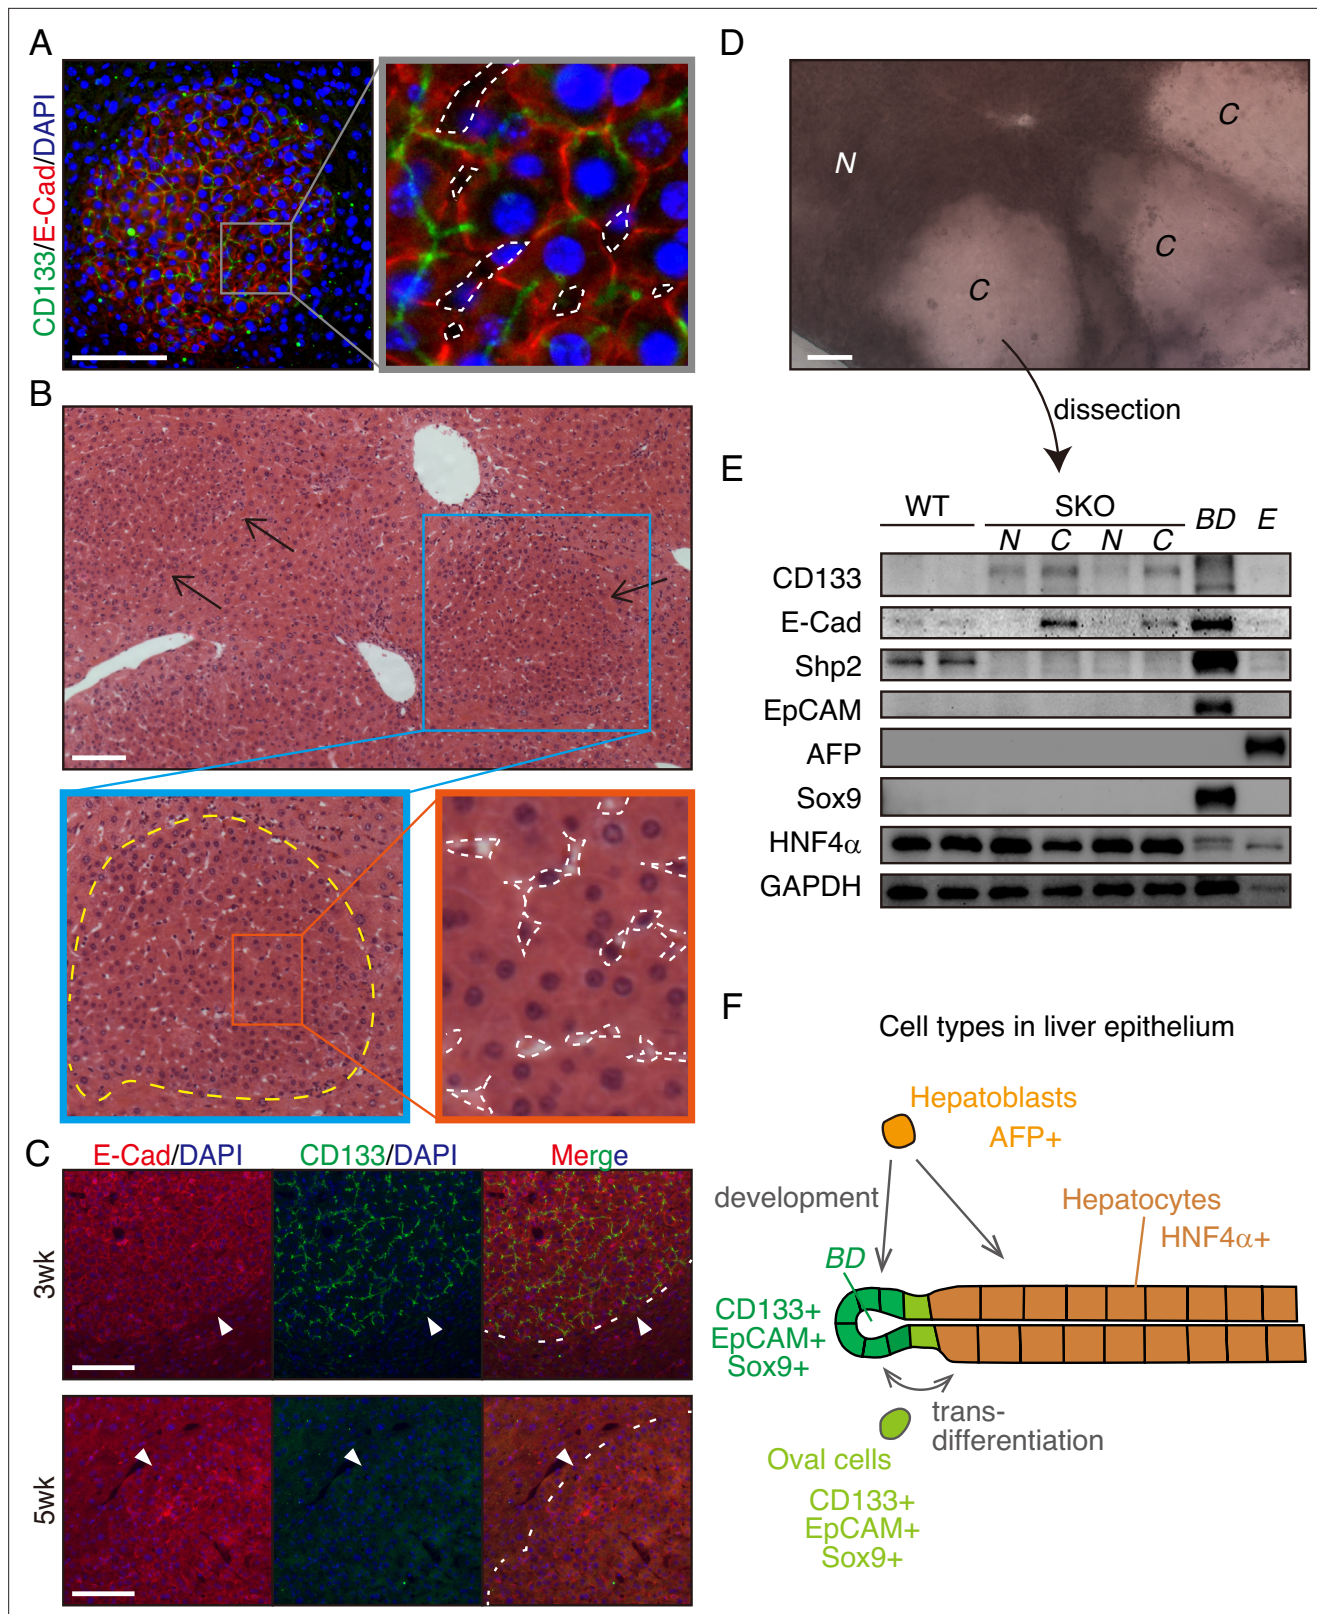 A
CD133/E-Cad/DAPI
B
C
E-Cad/DAPI
CD133/DAPI
Merge
3wk
5wk
D
N
C
C
C
dissection
E
WT
SKO
BD
E
N
C
N
C
CD133
E-Cad
Shp2
EpCAM
AFP
Sox9
HNF4α
GAPDH
F
Cell types in liver epithelium
Hepatoblasts
AFP+
development
Hepatocytes
HNF4α+
BD
CD133+
EpCAM+
Sox9+
trans-
differentiation
Oval cells
CD133+
EpCAM+
Sox9+